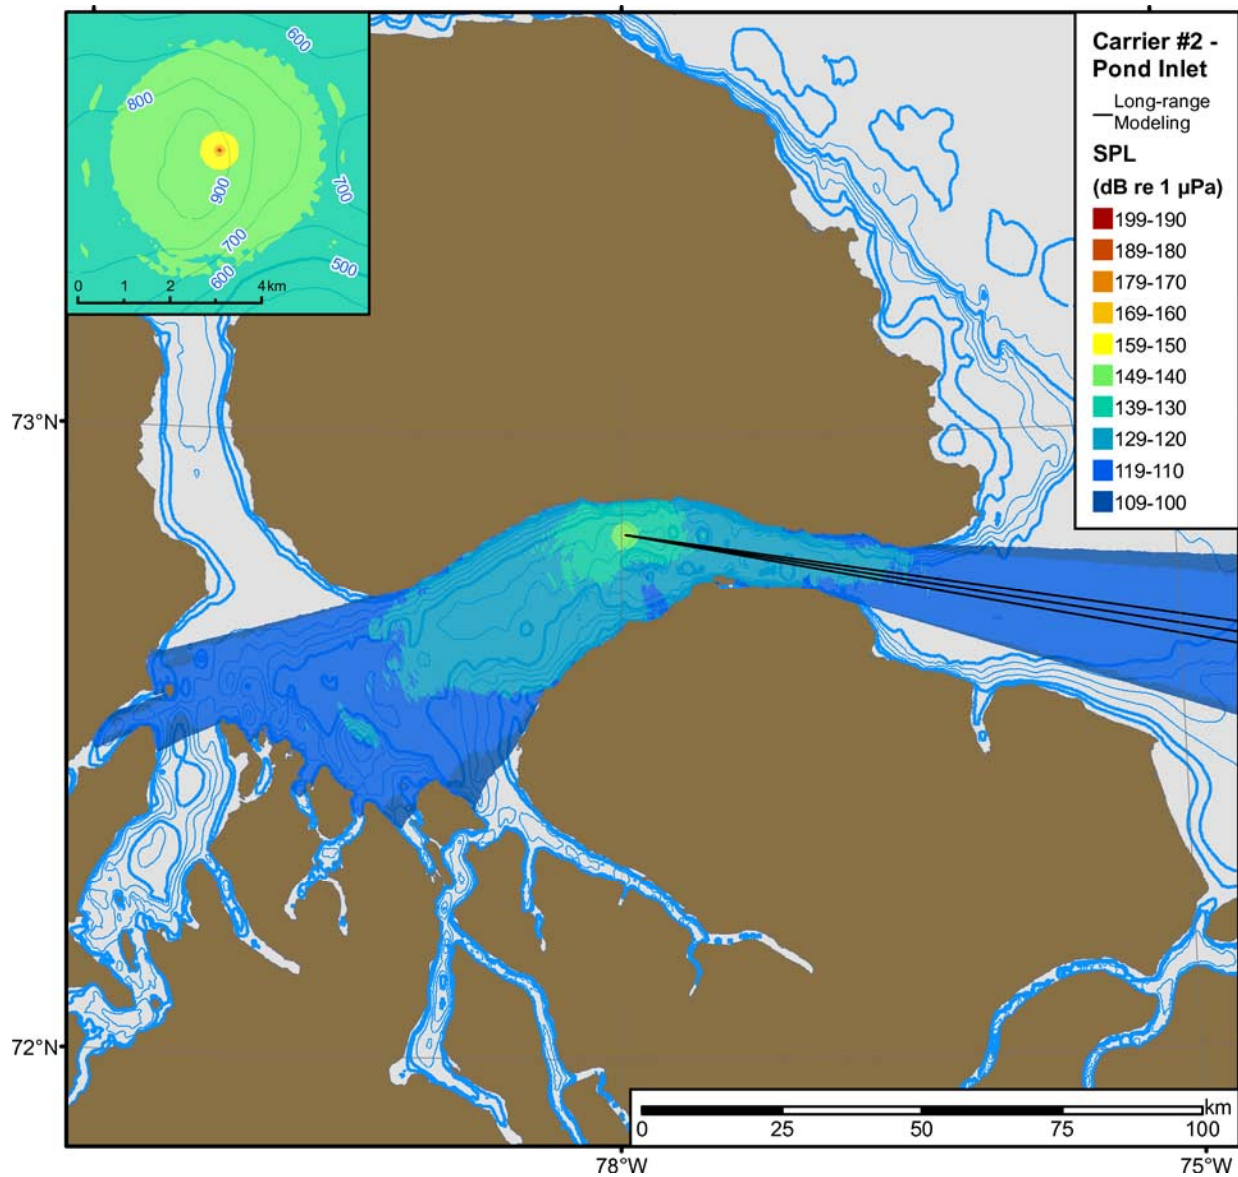 600
800
900
700
700
600
500
0 1 2 4 km
Carrier #2 -
Pond Inlet
Long-range
Modeling
SPL
(dB re 1 µPa)
199-190
189-180
179-170
169-160
159-150
149-140
139-130
129-120
119-110
109-100
73°N
72°N
km
0 25 50 75 100
78°W
75°W